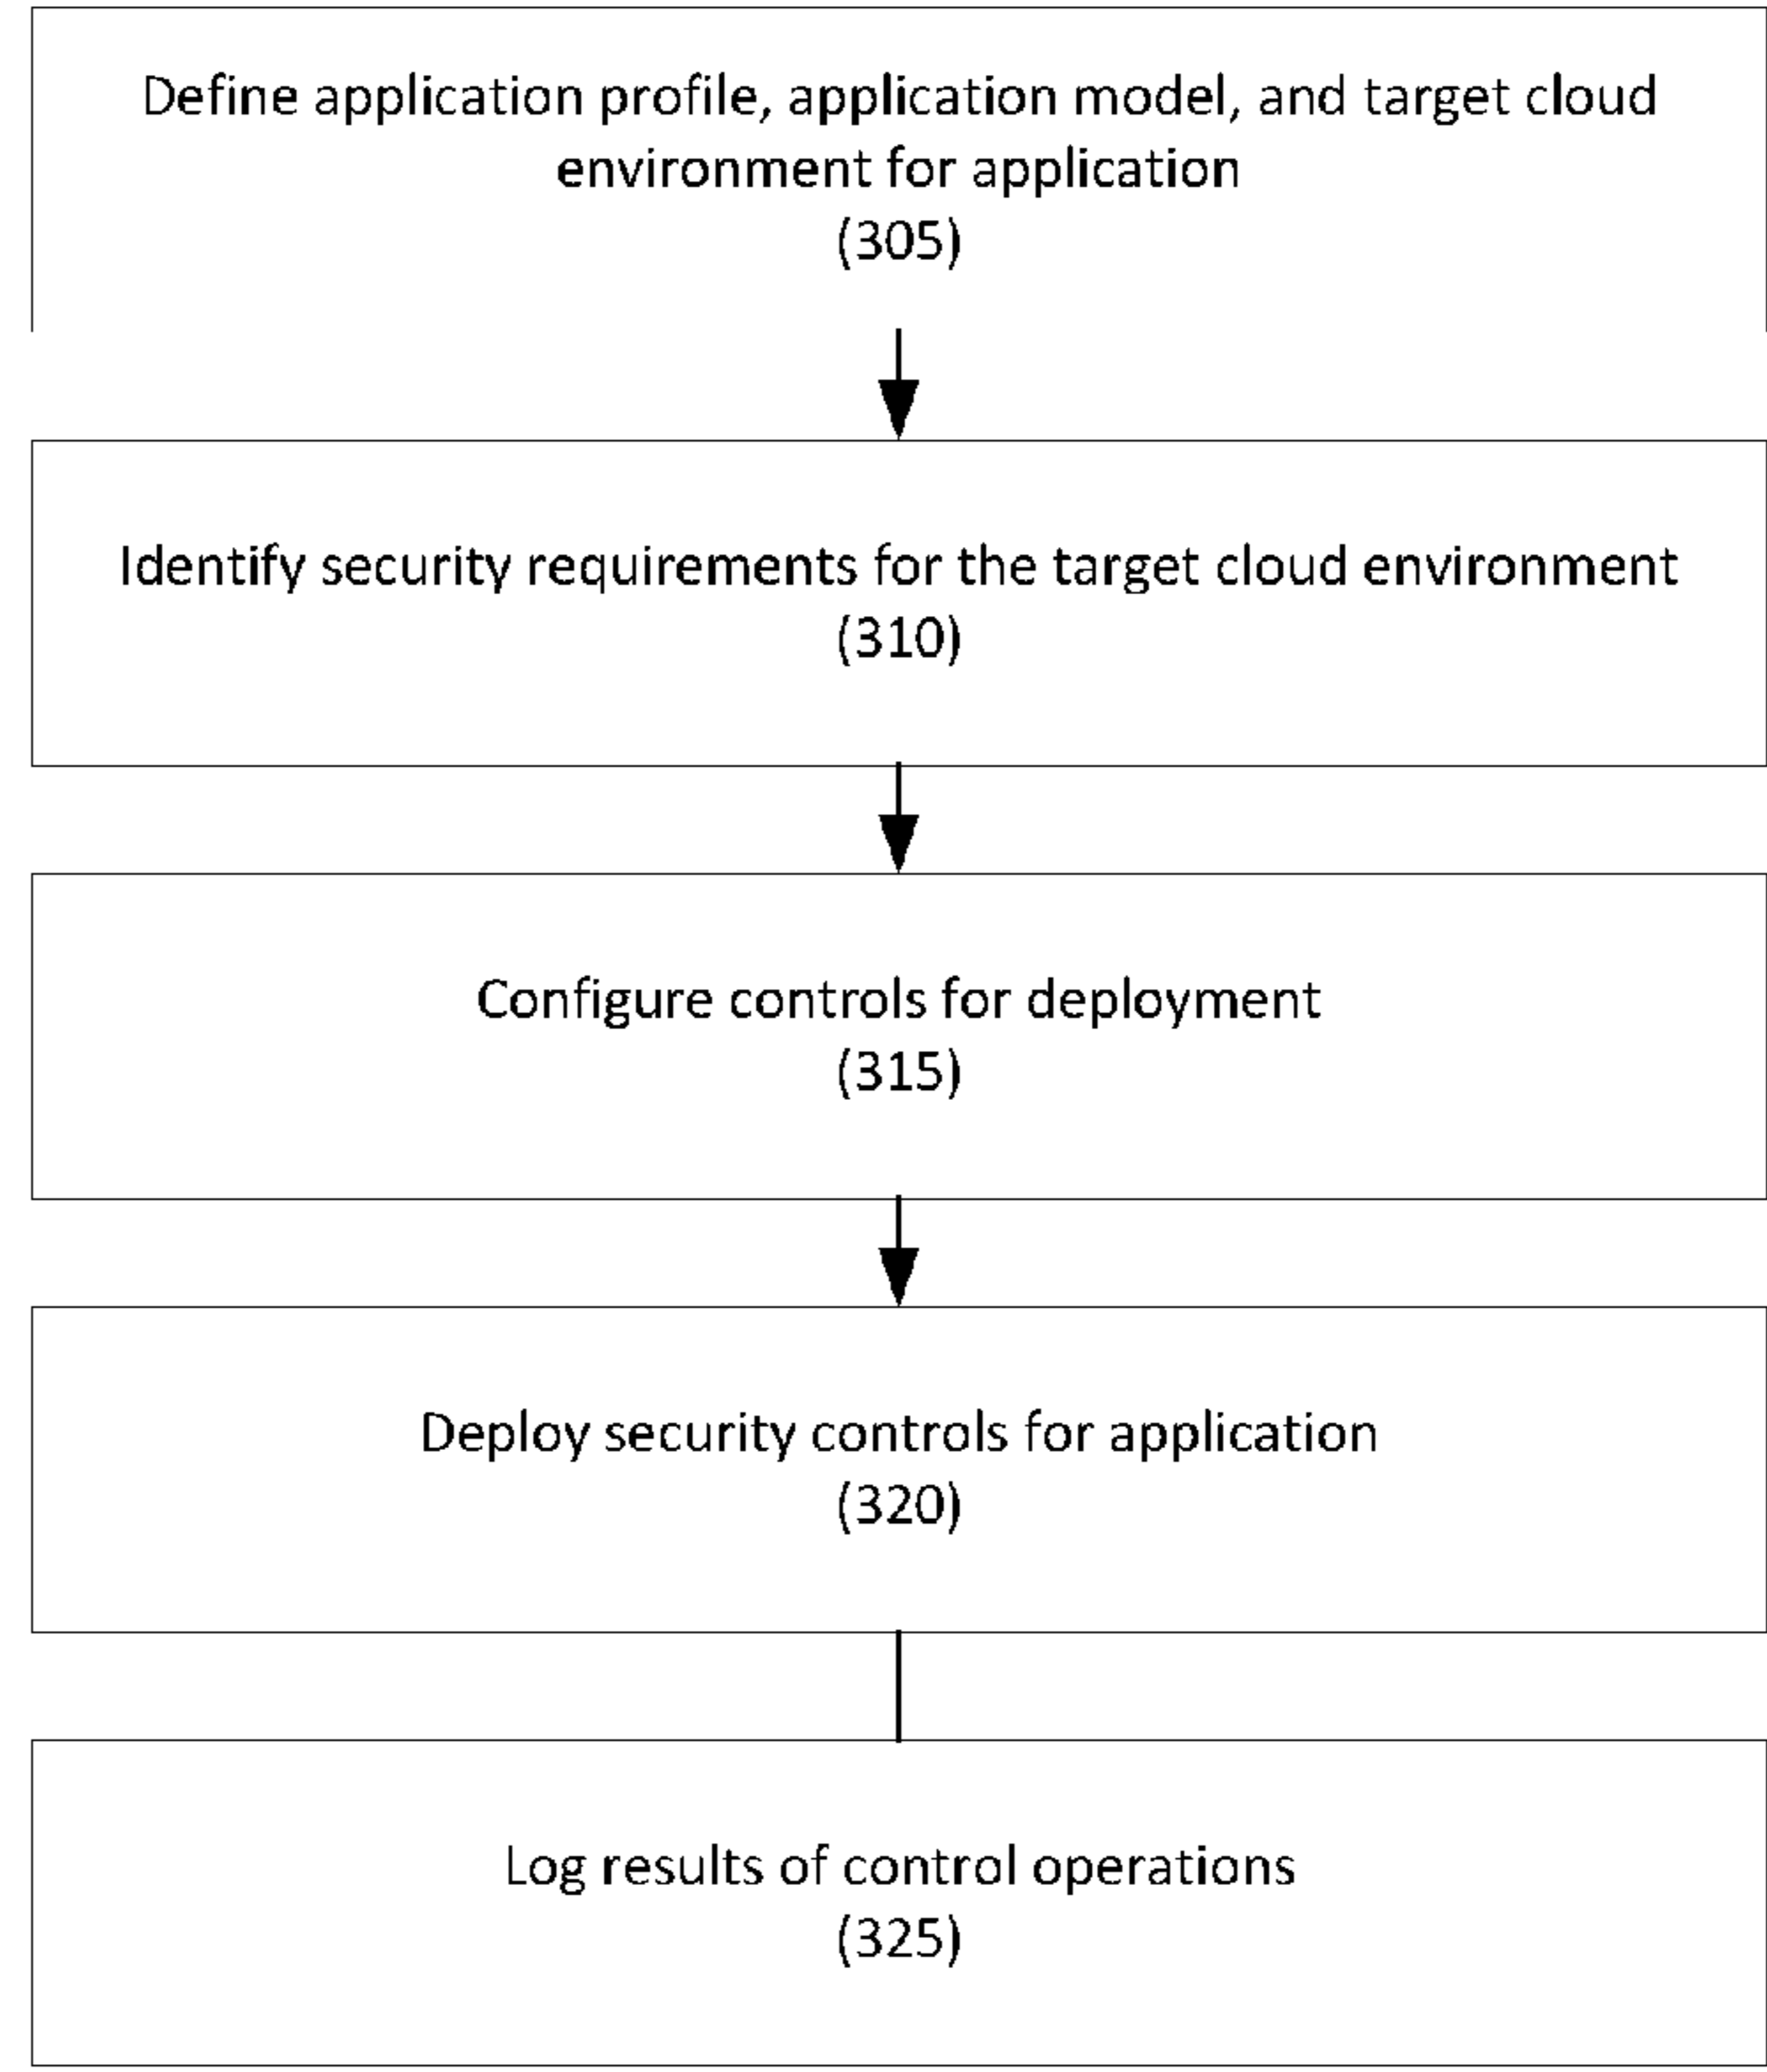 Define application profile, application model, and target cloud
environment for application
(305)
Identify security requirements for the target cloud environment
(310)
Configure controls for deployment
(315)
Deploy security controls for application
(320)
Log results of control operations
(325)